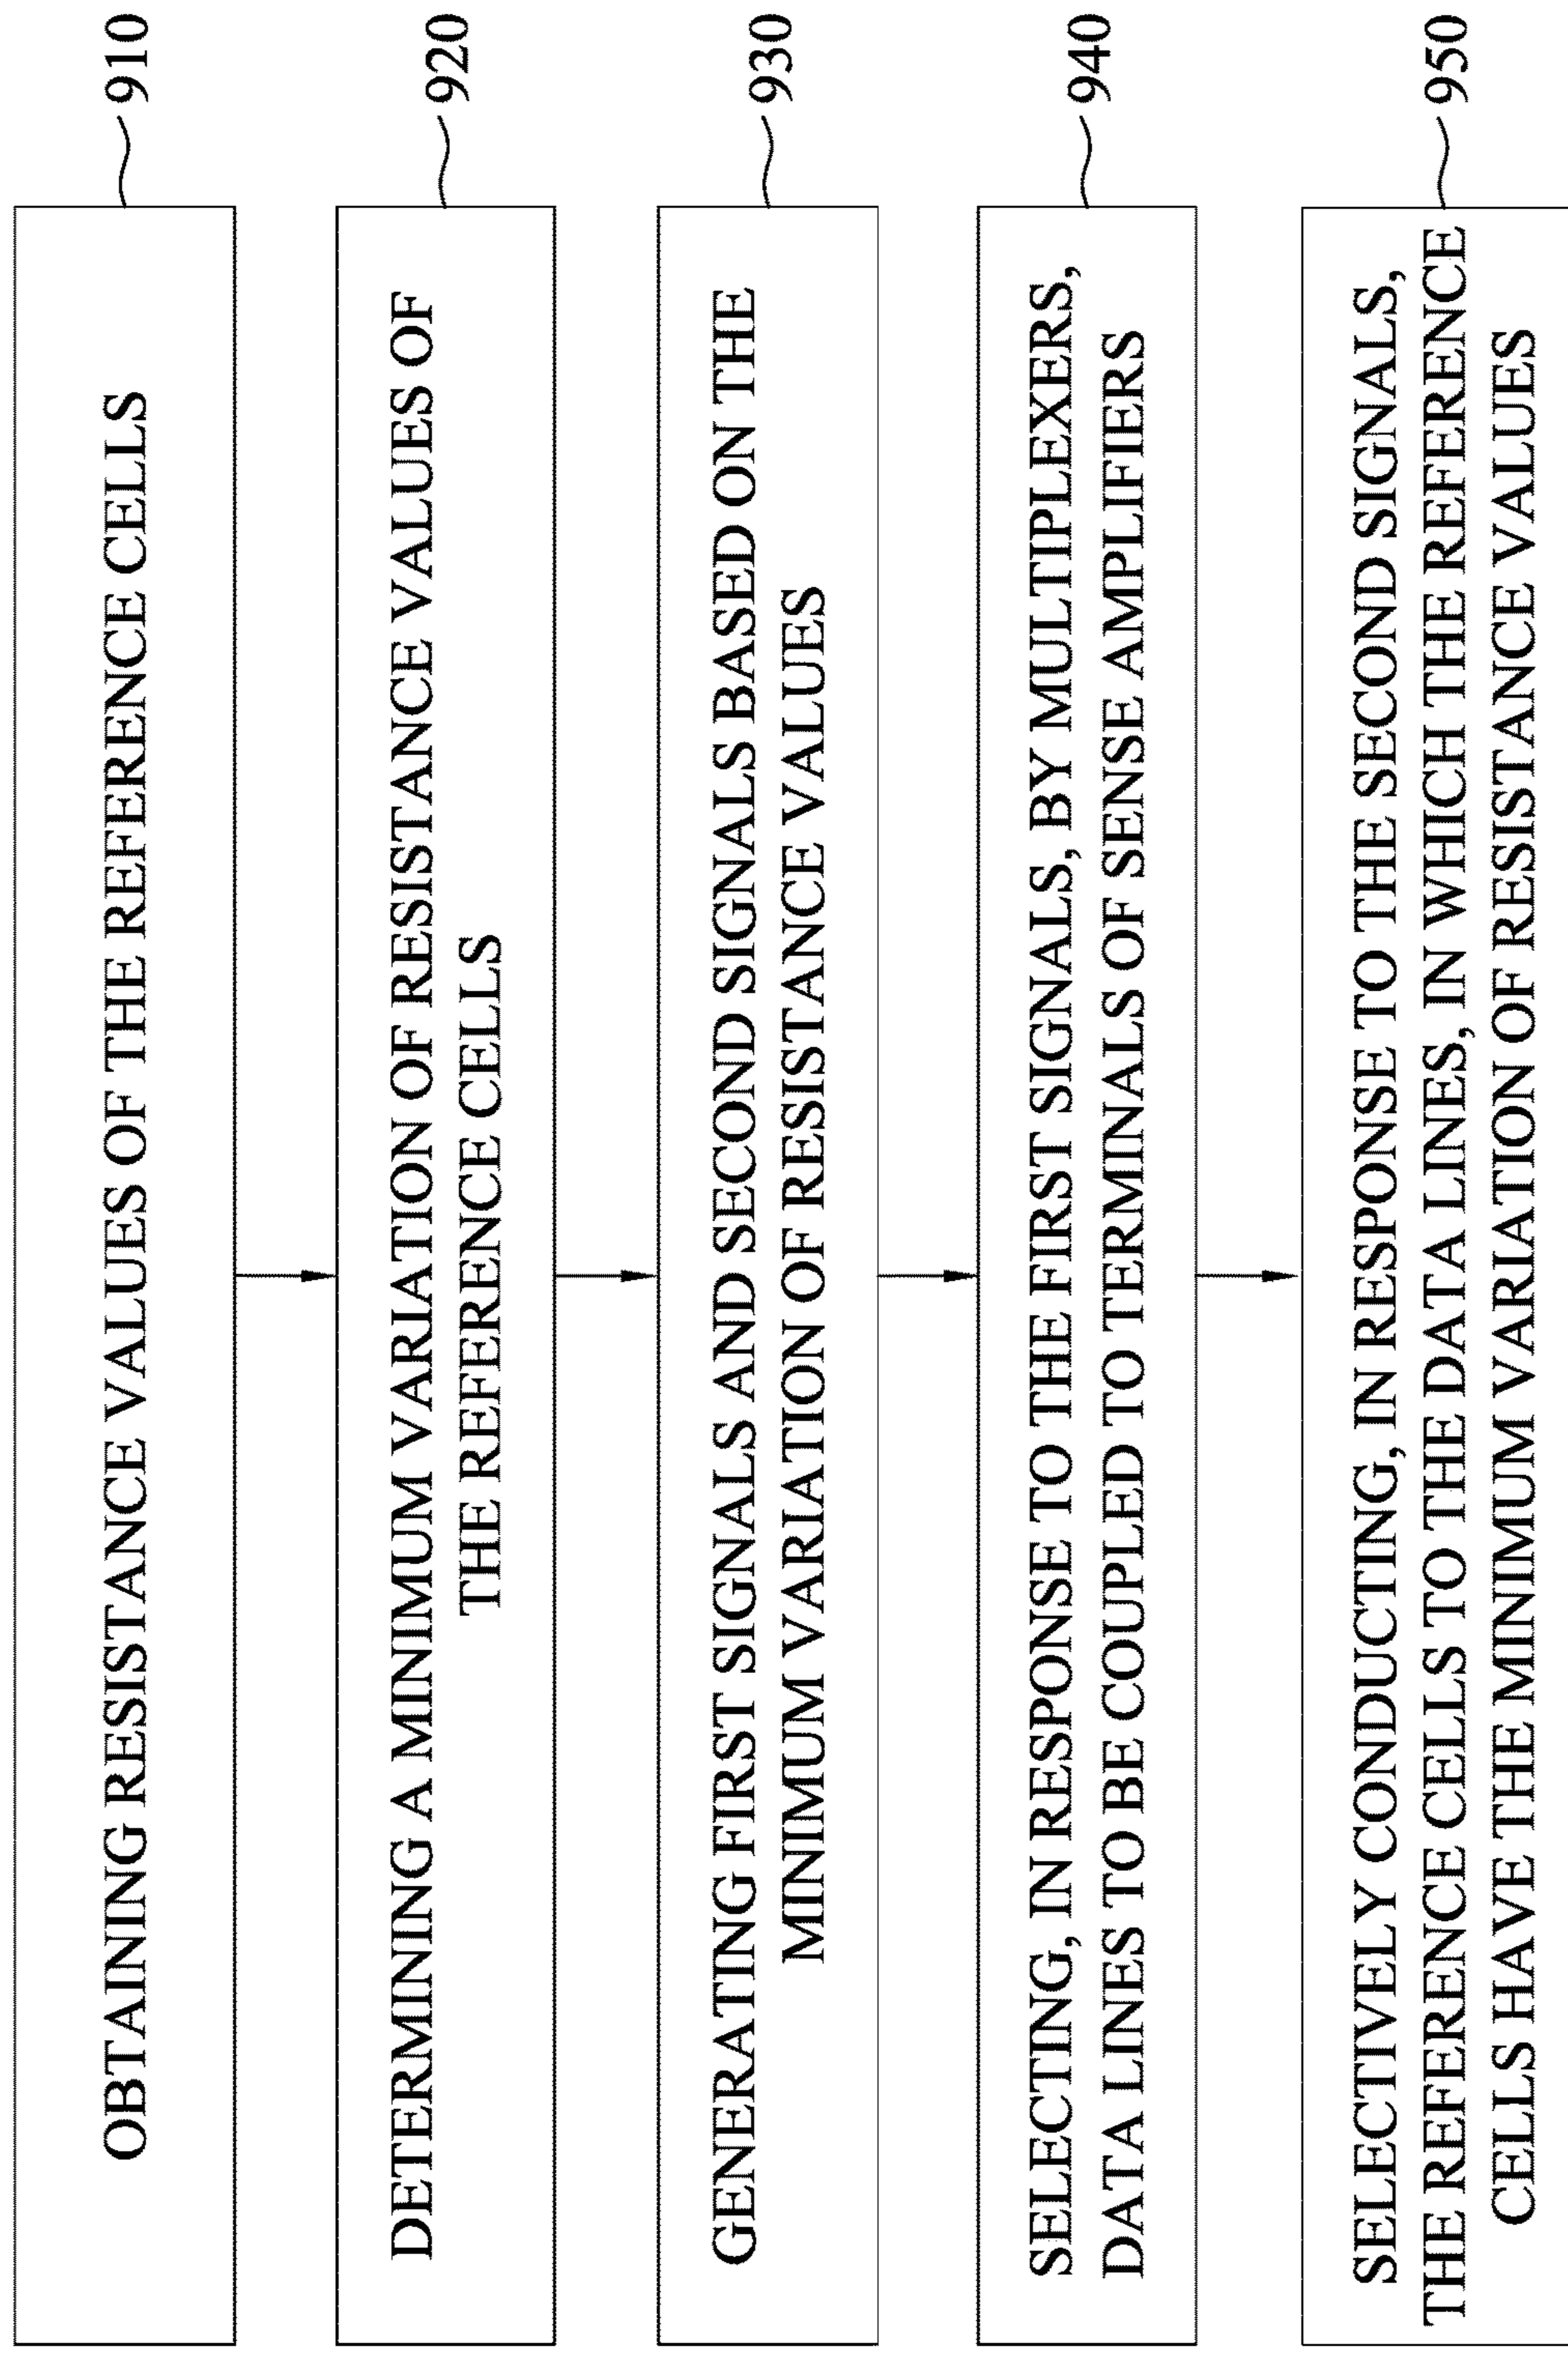 OBTAINING RESISTANCE VALUES OF THE REFERENCE CELLS
910
DETERMINING A MINIMUM VARIATION OF RESISTANCE VALUES OF
THE REFERENCE CELLS
920
GENERATING FIRST SIGNALS AND SECOND SIGNALS BASED ON THE
MINIMUM VARIATION OF RESISTANCE VALUES
930
SELECTING, IN RESPONSE TO THE FIRST SIGNALS, BY MULTIPLEXERS,
DATA LINES TO BE COUPLED TO TERMINALS OF SENSE AMPLIFIERS
940
SELECTIVELY CONDUCTING, IN RESPONSE TO THE SECOND SIGNALS,
THE REFERENCE CELLS TO THE DATA LINES, IN WHICH THE REFERENCE
CELLS HAVE THE MINIMUM VARIATION OF RESISTANCE VALUES
950